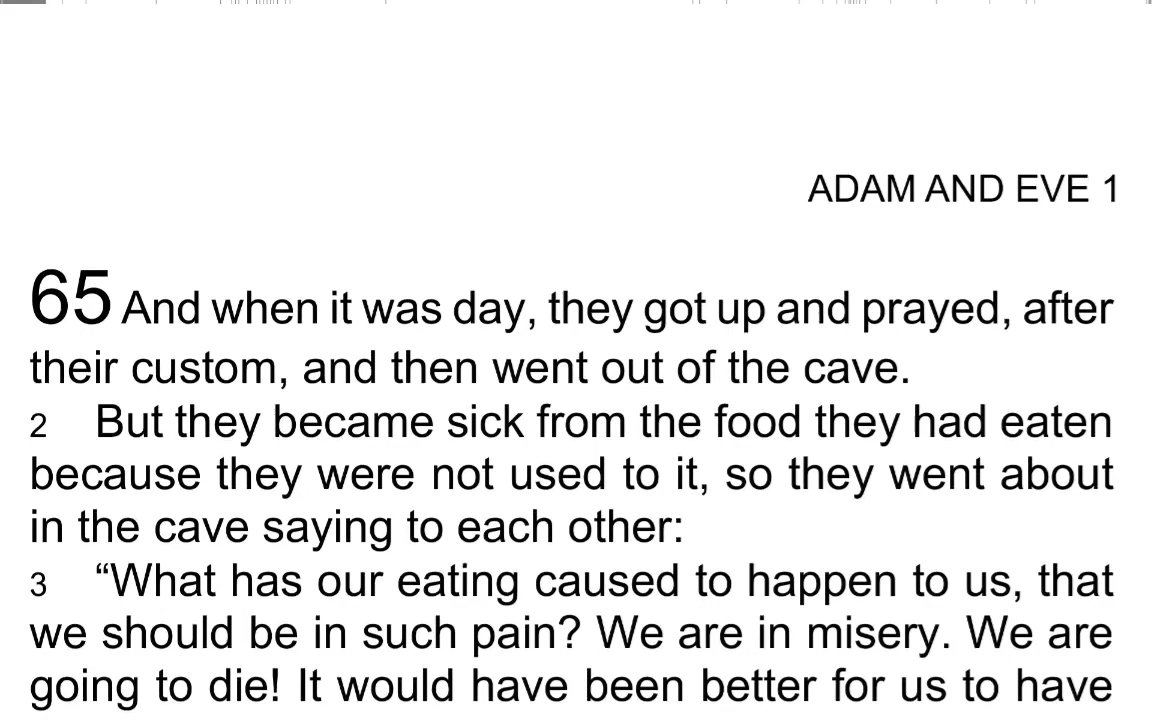 ADAM AND EVE 1
65 And when it was day, they got up and prayed, after
their custom, and then went out of the cave.
2 But they became sick from the food they had eaten
because they were not used to it, so they went about
in the cave saying to each other:
3 “What has our eating caused to happen to us, that
we should be in such pain? We are in misery. We are
going to die! It would have been better for us to have